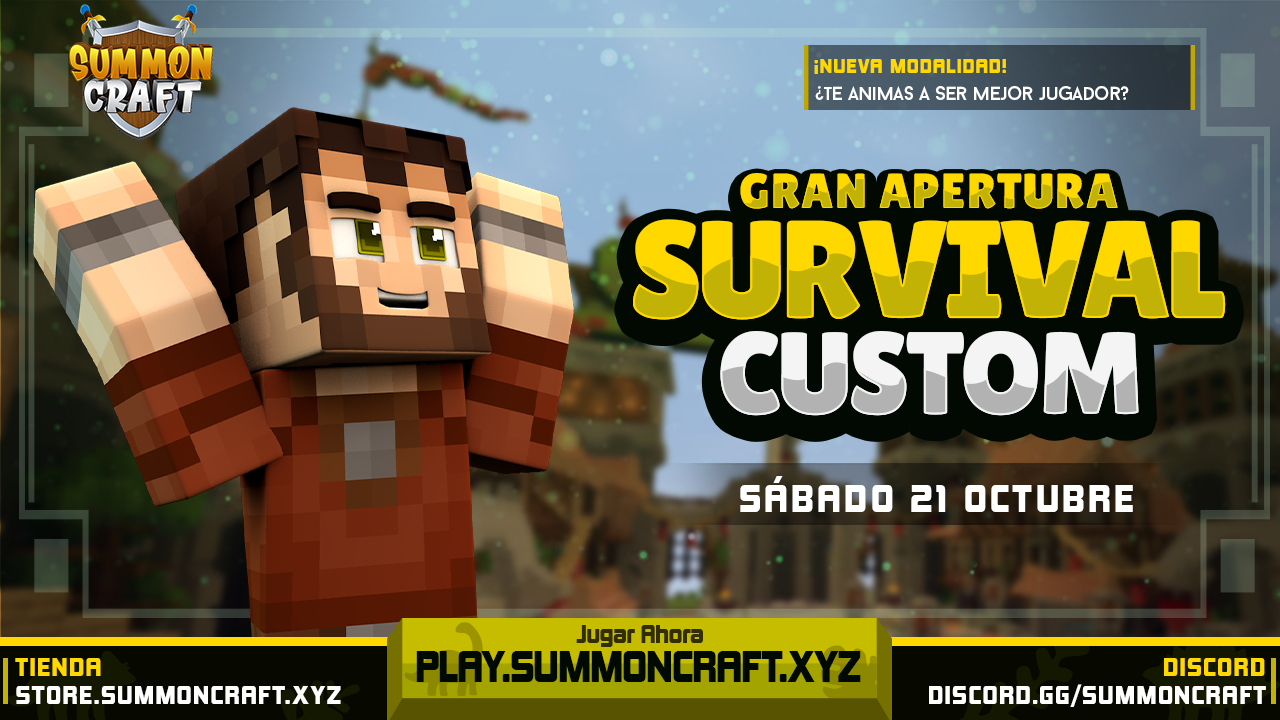 SUMMON
CRAFT
¡NUEVA MODALIDAD!
¿TE ANIMAS A SER MEJOR JUGADOR?
GRAN APERTURA
SURVIVAL
CUSTOM
SÁBADO 21 OCTUBRE
Jugar Ahora
PLAY.SUMMONCRAFT.XYZ
TIENDA
STORE.SUMMONCRAFT.XYZ
DISCORD
DISCORD.GG/SUMMONCRAFT